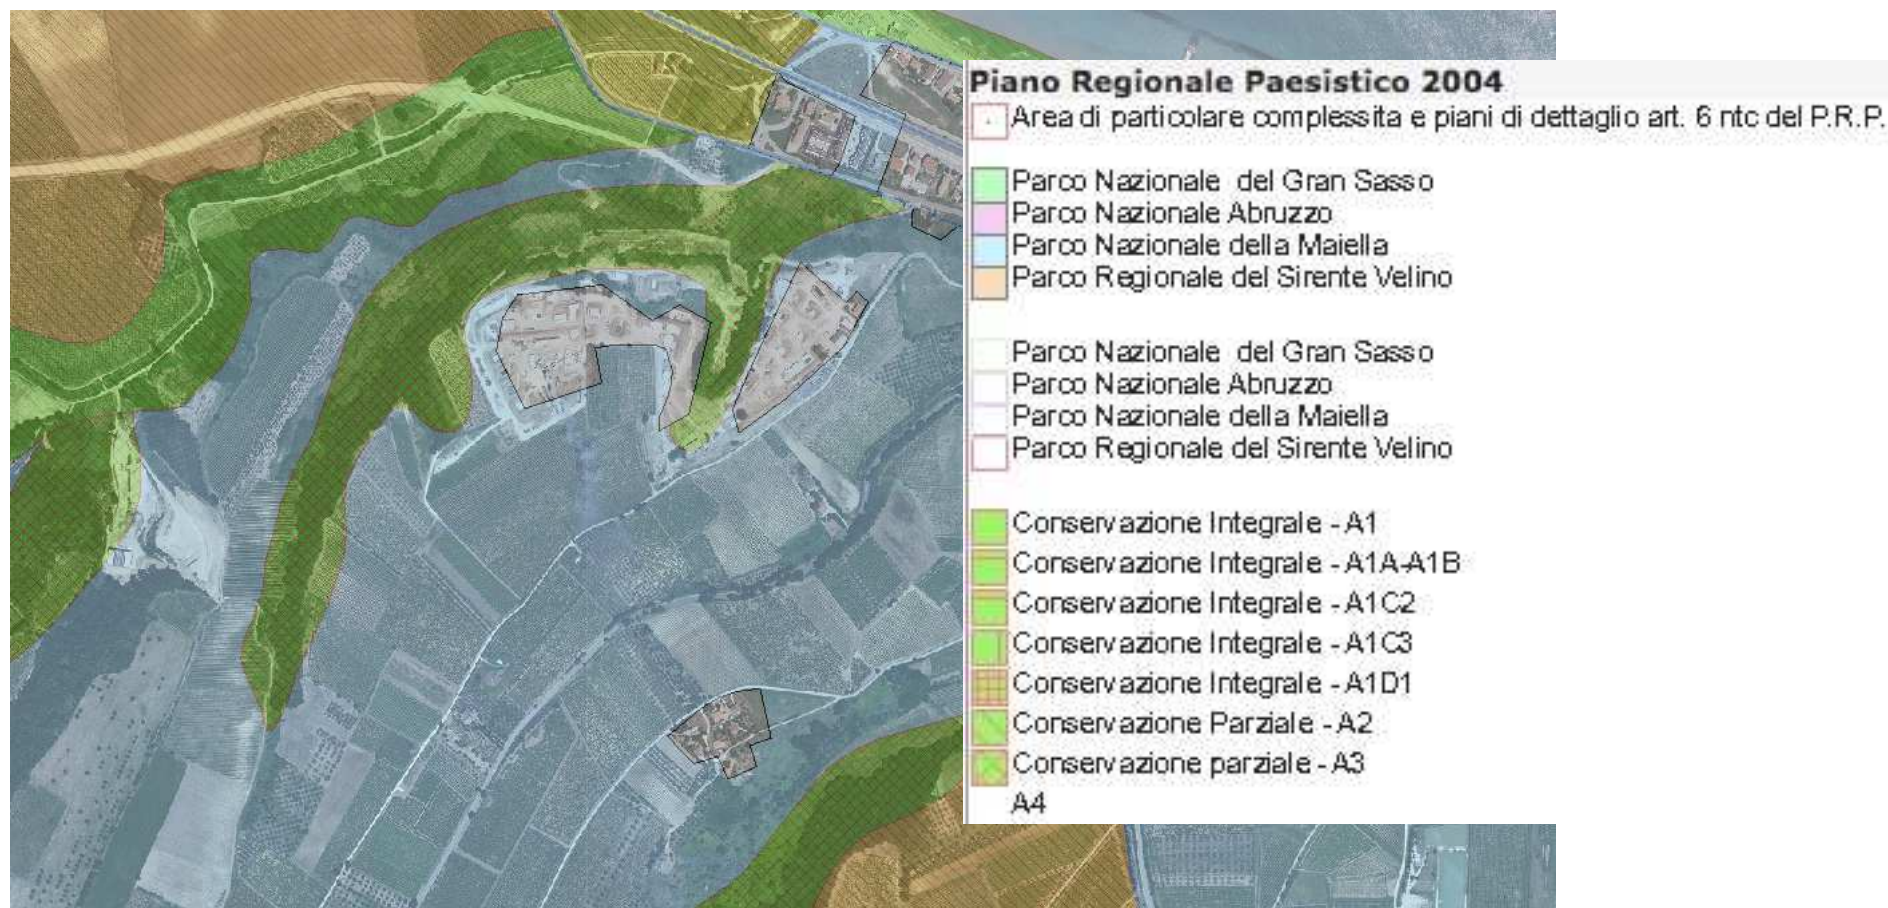 Piano Regionale Paesistico 2004
Area di particolare complessita e piani di dettaglio art. 6 ntc del P.R.P.
Parco Nazionale del Gran Sasso
Parco Nazionale Abruzzo
Parco Nazionale della Maiella
Parco Regionale del Sirente Velino
Parco Nazionale del Gran Sasso
Parco Nazionale Abruzzo
Parco Nazionale della Maiella
Parco Regionale del Sirente Velino
Conservazione Integrale - A1
Conservazione Integrale - A1A-A1B
Conservazione Integrale - A1C2
Conservazione Integrale - A1C3
Conservazione Integrale - A1D1
Conservazione Parziale - A2
Conservazione parziale - A3
A4